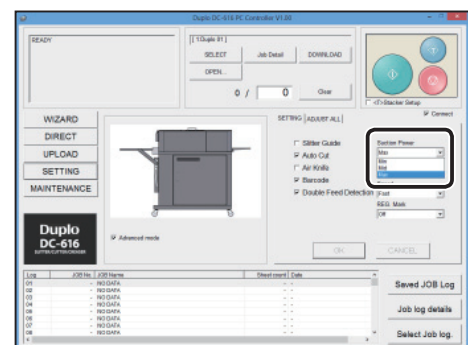 Duplo DC-616 PC Controller V1.00
READY
[ 1:Duplo 01 ]
SELECT
Job Detail
DOWNLOAD
OPEN...
0 / 0
Clear
<T>Stacker Setup
Connect
WIZARD
DIRECT
UPLOAD
SETTING
MAINTENANCE
Duplo
DC-616
Advanced mode
SETTING
ADJUST ALL
Slitter Guide
Auto Cut
Air Knife
Barcode
Double Feed Detection
Suction Power
Max
Min
Mid
Max
Fast
REG. Mark
Off
OK
CANCEL
Log
JOB No.
JOB Name
Sheet count
Date
01 - NO DATA - -
02 - NO DATA - -
03 - NO DATA - -
04 - NO DATA - -
05 - NO DATA - -
06 - NO DATA - -
07 - NO DATA - -
08 - NO DATA - -
Saved JOB Log
Job log details
Select Job log.